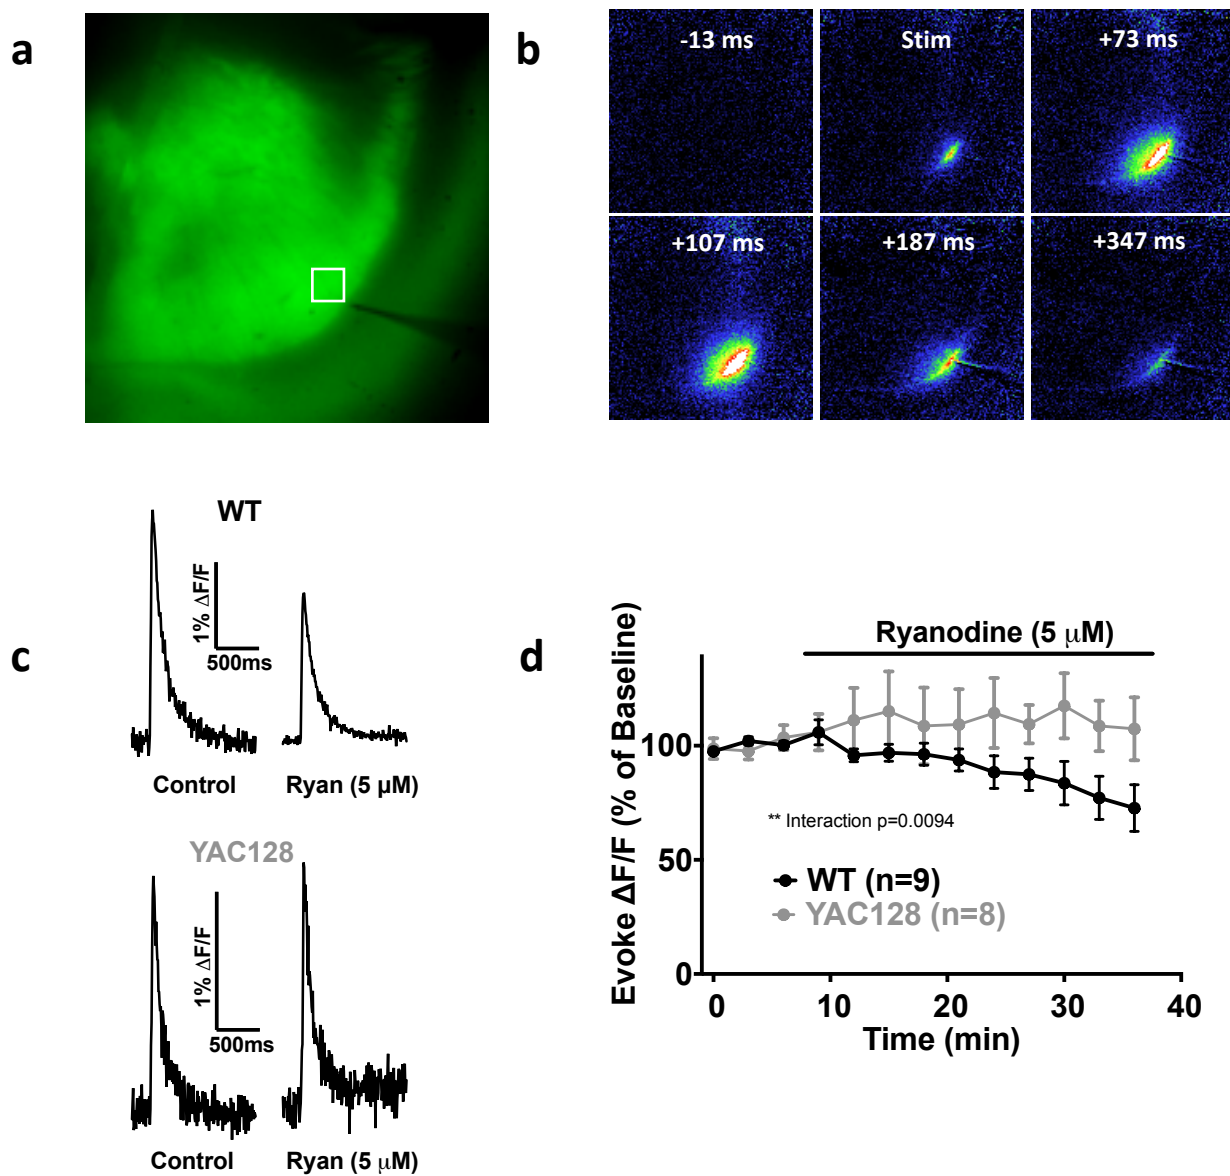 a
b
-13 ms
Stim
+73 ms
+107 ms
+187 ms
+347 ms
c
WT
1% ΔF/F
500ms
Control
Ryan (5 µM)
YAC128
1% ΔF/F
500ms
Control
Ryan (5 µM)
d
Ryanodine (5 µM)
Evoke ΔF/F (% of Baseline)
100
50
0
** Interaction p=0.0094
WT (n=9)
YAC128 (n=8)
0
10
20
30
40
Time (min)